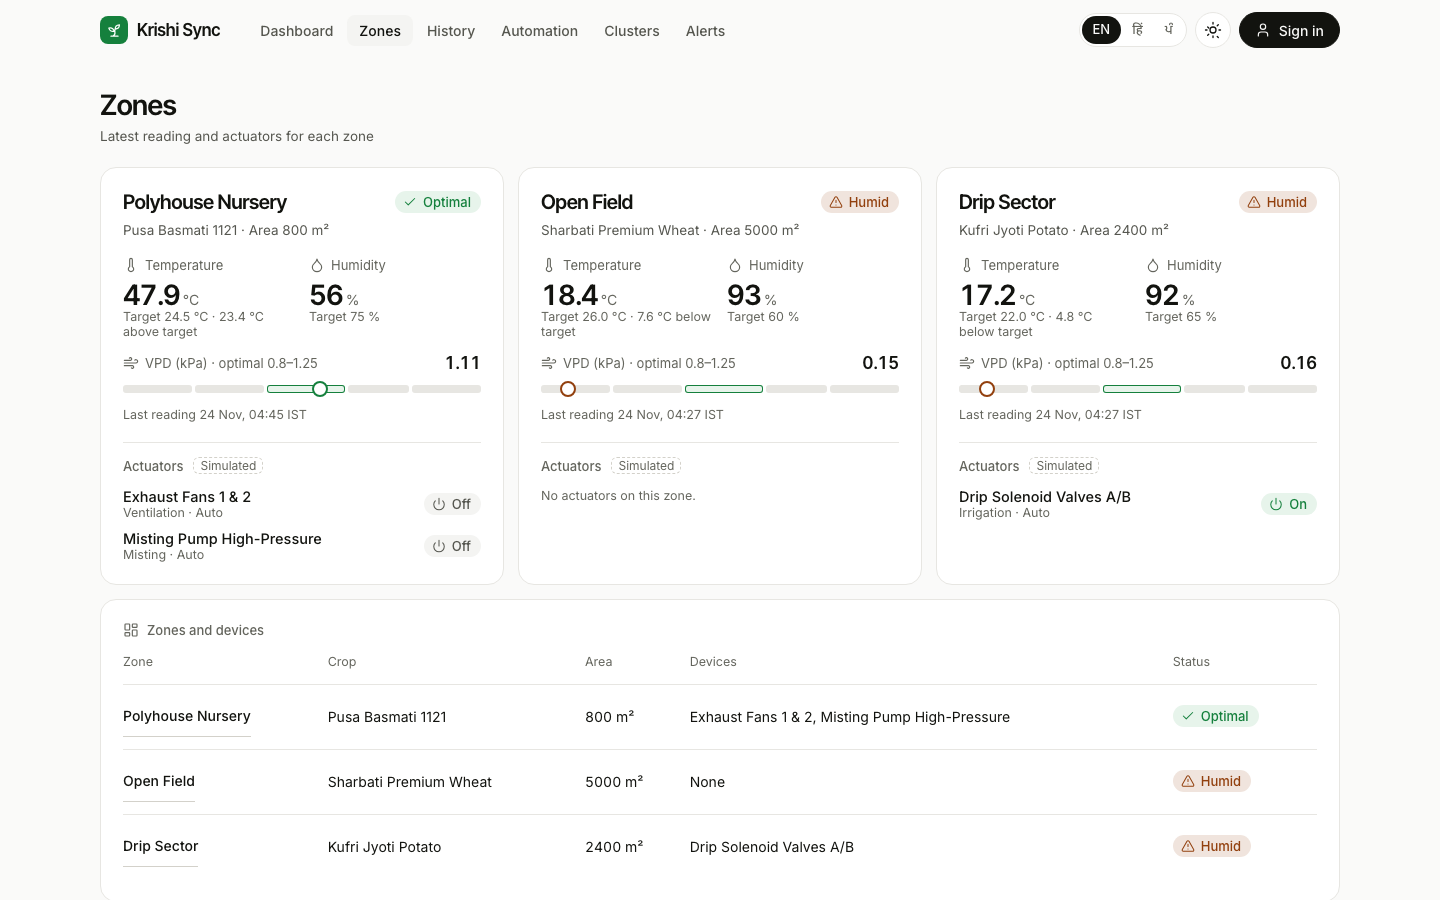 Krishi Sync
Dashboard
Zones
History
Automation
Clusters
Alerts
EN
हिं
ਪੰ
Sign in
Zones
Latest reading and actuators for each zone
Polyhouse Nursery
Optimal
Pusa Basmati 1121 · Area 800 m²
Temperature
Humidity
47.9 °C
56 %
Target 24.5 °C · 23.4 °C
above target
Target 75 %
VPD (kPa) · optimal 0.8–1.25
1.11
Last reading 24 Nov, 04:45 IST
Actuators
Simulated
Exhaust Fans 1 & 2
Ventilation · Auto
Off
Misting Pump High-Pressure
Misting · Auto
Off
Open Field
Humid
Sharbati Premium Wheat · Area 5000 m²
Temperature
Humidity
18.4 °C
93 %
Target 26.0 °C · 7.6 °C below
target
Target 60 %
VPD (kPa) · optimal 0.8–1.25
0.15
Last reading 24 Nov, 04:27 IST
Actuators
Simulated
No actuators on this zone.
Drip Sector
Humid
Kufri Jyoti Potato · Area 2400 m²
Temperature
Humidity
17.2 °C
92 %
Target 22.0 °C · 4.8 °C
below target
Target 65 %
VPD (kPa) · optimal 0.8–1.25
0.16
Last reading 24 Nov, 04:27 IST
Actuators
Simulated
Drip Solenoid Valves A/B
Irrigation · Auto
On
Zones and devices
Zone Crop Area Devices Status
Polyhouse Nursery Pusa Basmati 1121 800 m² Exhaust Fans 1 & 2, Misting Pump High-Pressure Optimal
Open Field Sharbati Premium Wheat 5000 m² None Humid
Drip Sector Kufri Jyoti Potato 2400 m² Drip Solenoid Valves A/B Humid